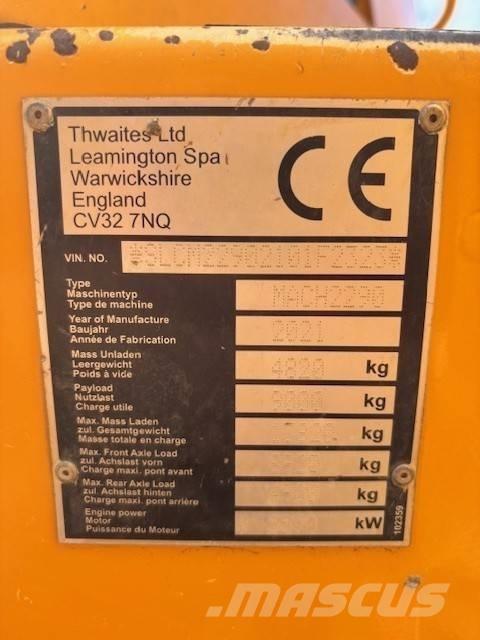 Thwaites Ltd
Leamington Spa
Warwickshire
England
CV32 7NQ
CE
VIN. NO.
Type
Maschinentyp
Type de machine
MACH2230
Year of Manufacture
Baujahr
Année de Fabrication
2021
Mass Unladen
Leergewicht
Poids à vide
4820 kg
Payload
Nutzlast
Charge utile
9000 kg
Max. Mass Laden
zul. Gesamtgewicht
Masse totale en charge
kg
Max. Front Axle Load
zul. Achslast vorn
Charge maxi. pont avant
kg
Max. Rear Axle Load
zul. Achslast hinten
Charge maxi. pont arrière
kg
Engine power
Motor
Puissance du Moteur
kW
102359
MASCUS